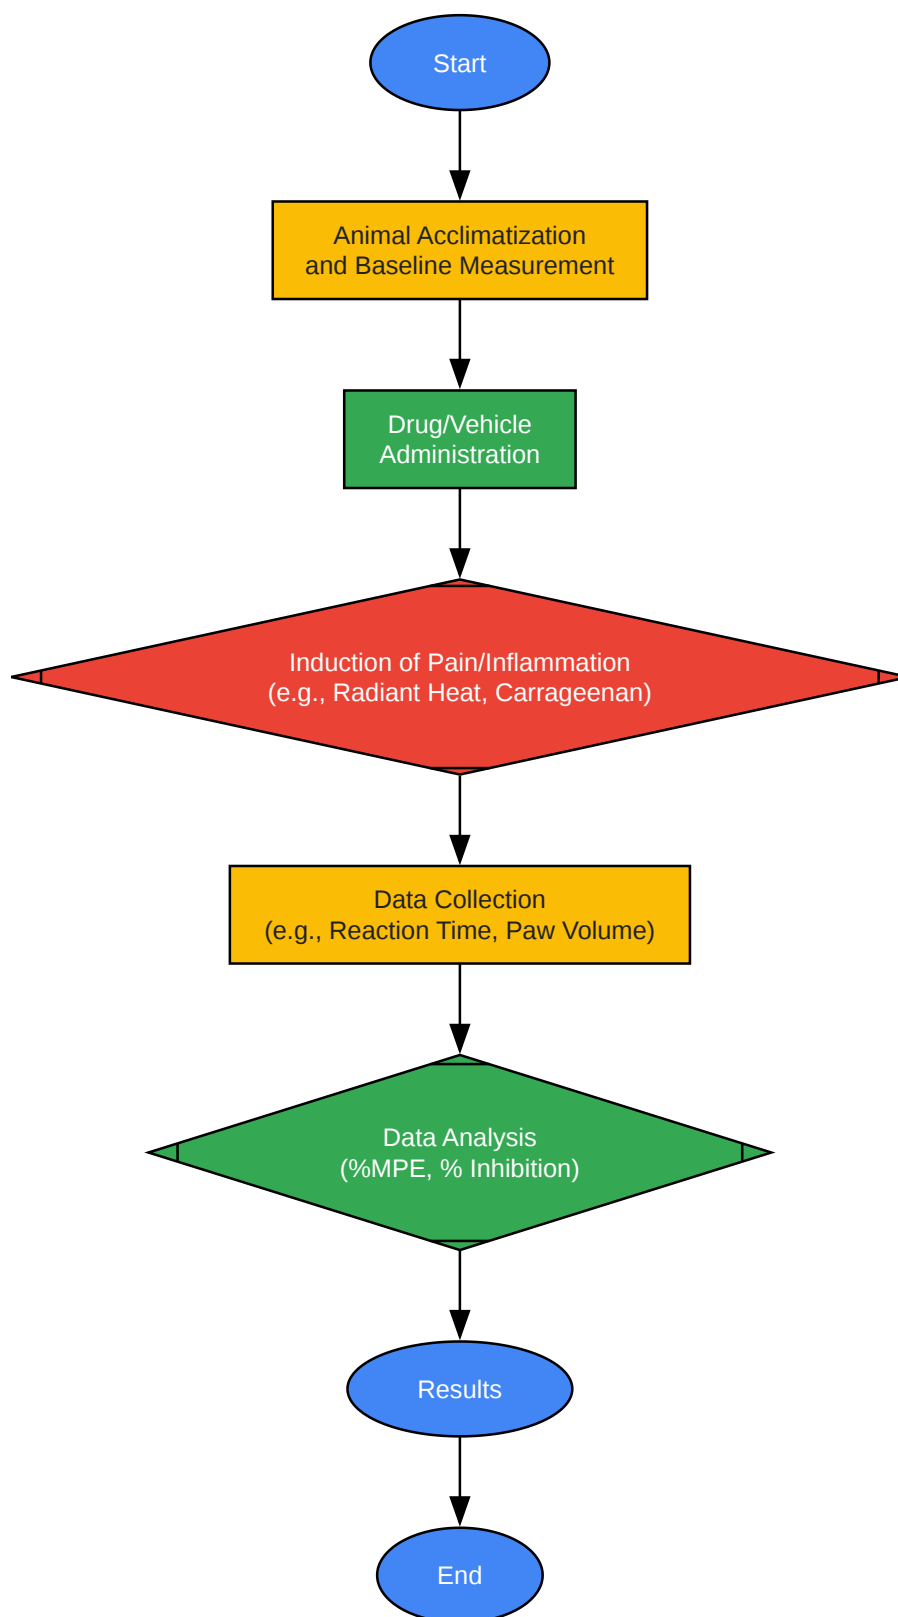 Start
Animal Acclimatization
and Baseline Measurement
Drug/Vehicle
Administration
Induction of Pain/Inflammation
(e.g., Radiant Heat, Carrageenan)
Data Collection
(e.g., Reaction Time, Paw Volume)
Data Analysis
(%MPE, % Inhibition)
Results
End